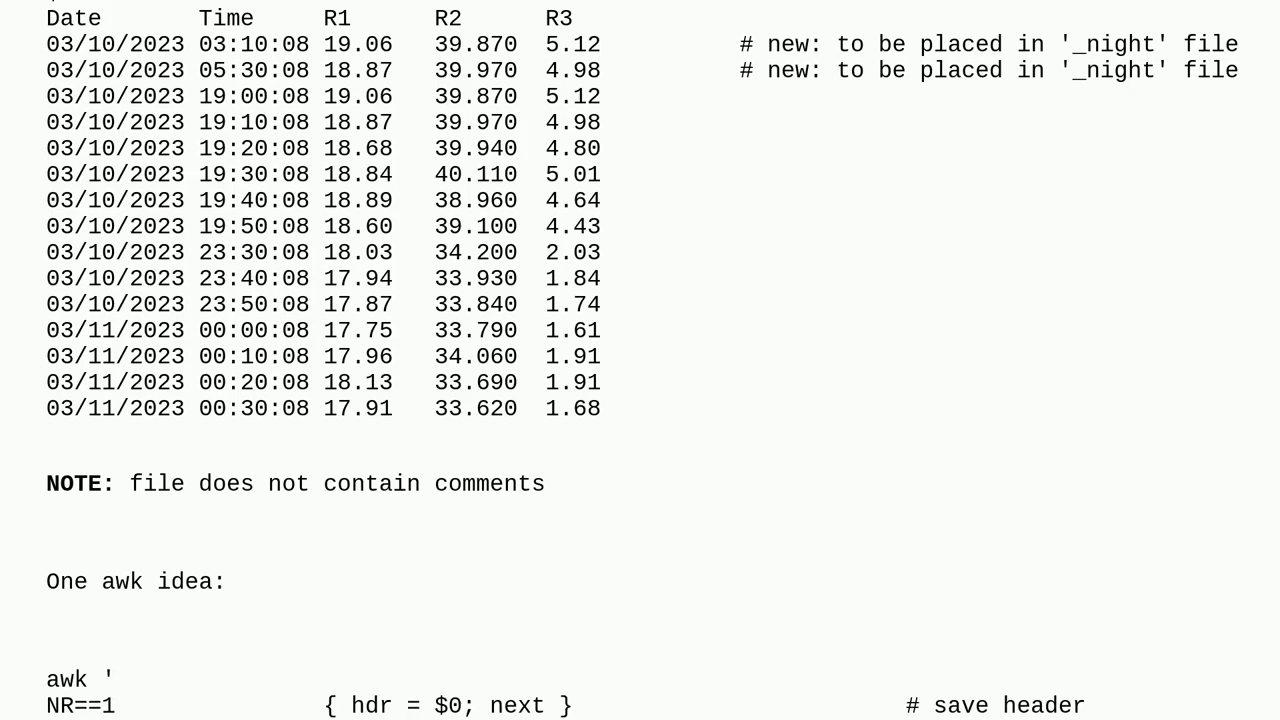 Date       Time     R1      R2      R3
03/10/2023 03:10:08 19.06   39.870  5.12          # new: to be placed in '_night' file
03/10/2023 05:30:08 18.87   39.970  4.98          # new: to be placed in '_night' file
03/10/2023 19:00:08 19.06   39.870  5.12
03/10/2023 19:10:08 18.87   39.970  4.98
03/10/2023 19:20:08 18.68   39.940  4.80
03/10/2023 19:30:08 18.84   40.110  5.01
03/10/2023 19:40:08 18.89   38.960  4.64
03/10/2023 19:50:08 18.60   39.100  4.43
03/10/2023 23:30:08 18.03   34.200  2.03
03/10/2023 23:40:08 17.94   33.930  1.84
03/10/2023 23:50:08 17.87   33.840  1.74
03/11/2023 00:00:08 17.75   33.790  1.61
03/11/2023 00:10:08 17.96   34.060  1.91
03/11/2023 00:20:08 18.13   33.690  1.91
03/11/2023 00:30:08 17.91   33.620  1.68
NOTE: file does not contain comments
One awk idea:
awk '
NR==1               { hdr = $0; next }                        # save header